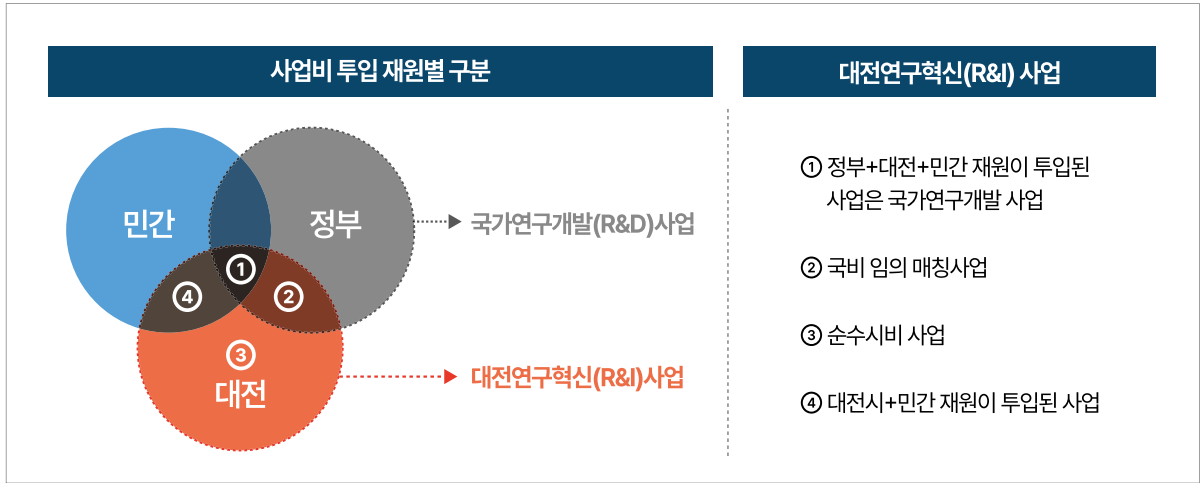 사업비 투입 재원별 구분
민간
정부
①
④
②
③
대전
국가연구개발(R&D)사업
대전연구혁신(R&I)사업
대전연구혁신(R&I) 사업
① 정부+대전+민간 재원이 투입된
사업은 국가연구개발 사업
② 국비 임의 매칭사업
③ 순수시비 사업
④ 대전시+민간 재원이 투입된 사업